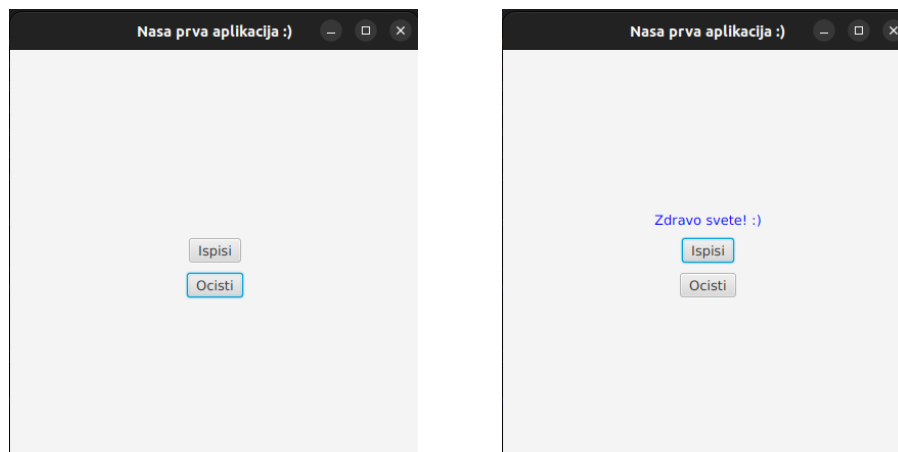 Nasa prva aplikacija :)
Ispisi
Ocisti
Nasa prva aplikacija :)
Zdravo svete! :)
Ispisi
Ocisti